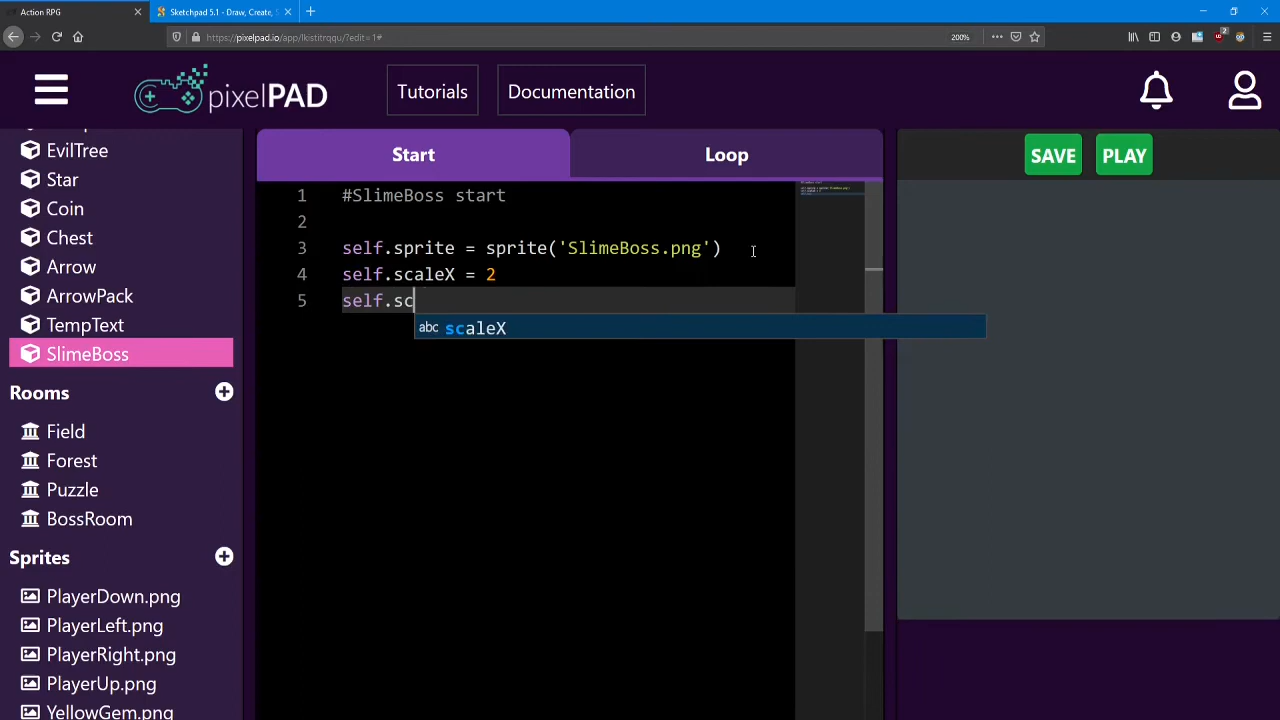 Action RPG
Sketchpad 5.1 - Draw, Create, S
https://pixelpad.io/app/lkistitrqqu/?edit=1#
200%
2
pixelPAD
Tutorials
Documentation
EvilTree
Star
Coin
Chest
Arrow
ArrowPack
TempText
SlimeBoss
Rooms
Field
Forest
Puzzle
BossRoom
Sprites
PlayerDown.png
PlayerLeft.png
PlayerRight.png
PlayerUp.png
YellowGem.png
Start
Loop
1 #SlimeBoss start
2
3 self.sprite = sprite('SlimeBoss.png')
4 self.scaleX = 2
5 self.sc
abc scaleX
SAVE
PLAY